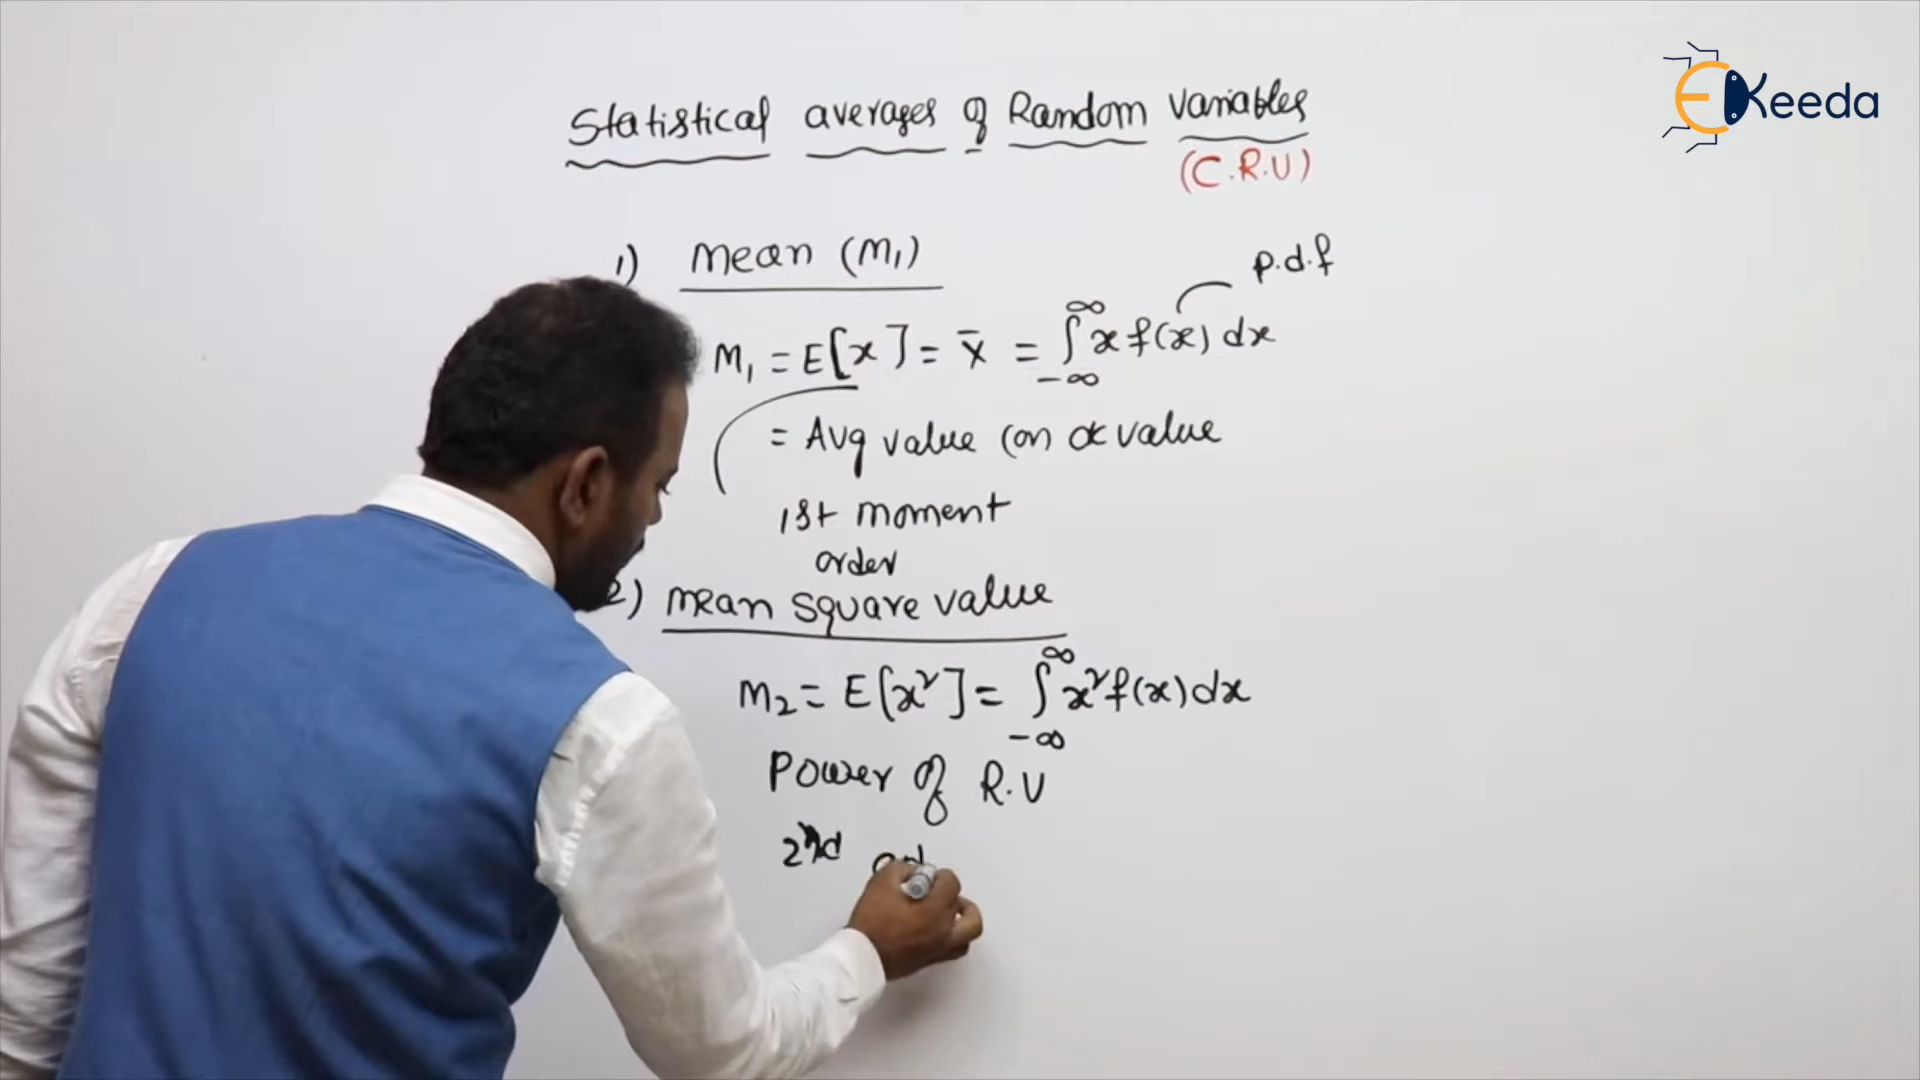 EKeeda
Statistical averages of Random Variables
(C.R.V)
1) Mean (M₁)
p.d.f
M₁ = E[x] = x̄ = ∫_{-∞}^{∞} x f(x) dx
= Avg value (or) DC value
1st moment
order
2) mean square value
m₂ = E[x²] = ∫_{-∞}^{∞} x² f(x) dx
Power of R.V
2nd